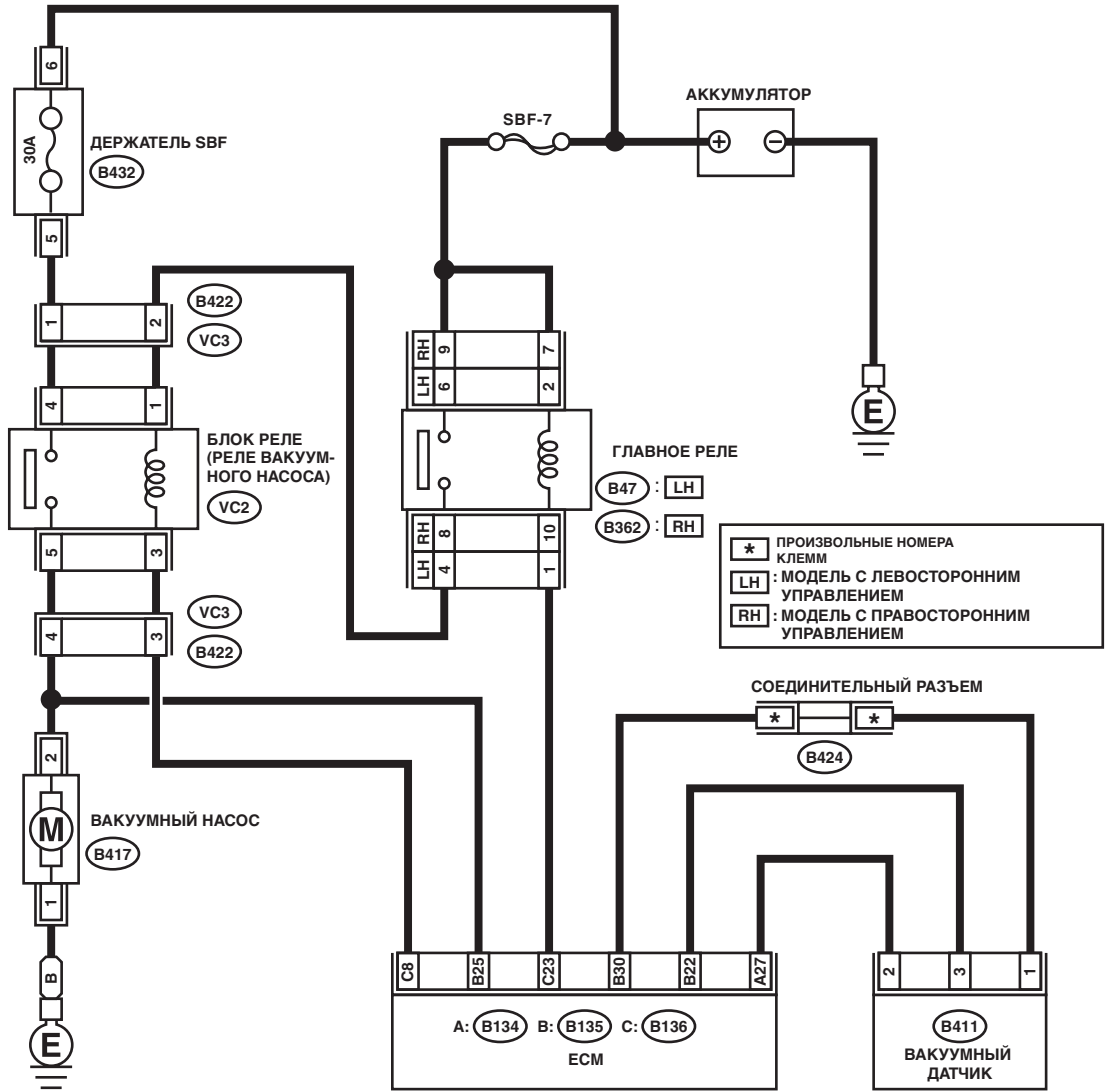 6
30A
ДЕРЖАТЕЛЬ SBF
B432
5
SBF-7
АККУМУЛЯТОР
+
−
E
1
2
B422
VC3
4
1
БЛОК РЕЛЕ
(РЕЛЕ ВАКУУМ-
НОГО НАСОСА)
VC2
5
3
VC3
4
3
B422
RH
9
7
LH
6
2
ГЛАВНОЕ РЕЛЕ
B47 : LH
B362 : RH
RH
8
10
LH
4
1
* ПРОИЗВОЛЬНЫЕ НОМЕРА
КЛЕММ
LH : МОДЕЛЬ С ЛЕВОСТОРОННИМ
УПРАВЛЕНИЕМ
RH : МОДЕЛЬ С ПРАВОСТОРОННИМ
УПРАВЛЕНИЕМ
СОЕДИНИТЕЛЬНЫЙ РАЗЪЕМ
*
*
B424
2
M
ВАКУУМНЫЙ НАСОС
B417
1
B
E
C8
B25
C23
B30
B22
A27
A: B134 B: B135 C: B136
ECM
2
3
1
B411
ВАКУУМНЫЙ
ДАТЧИК